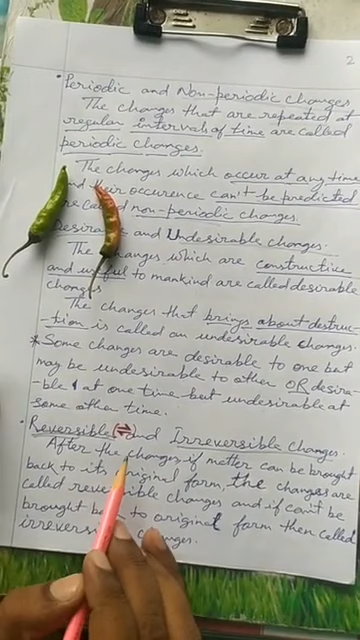 2
• Periodic and Non-periodic changes
The changes that are repeated at
regular intervals of time are called
periodic changes.
The changes which occur at any time
and their occurence can't be predicted
are called non-periodic changes.
Desirable and Undesirable changes.
The changes which are constructive
and useful to mankind are called desirable
changes
The changes that brings about destruc-
-tion is called an undesirable changes.
* Some changes are desirable to one but
may be undesirable to other OR desira-
-ble at one time but undesirable at
some other time.
• Reversible (⇌) and Irreversible Changes.
After the changes, if matter can be brought
back to its original form, the changes are
called reversible changes and if can't be
brought back to original form then called
irreversible changes.